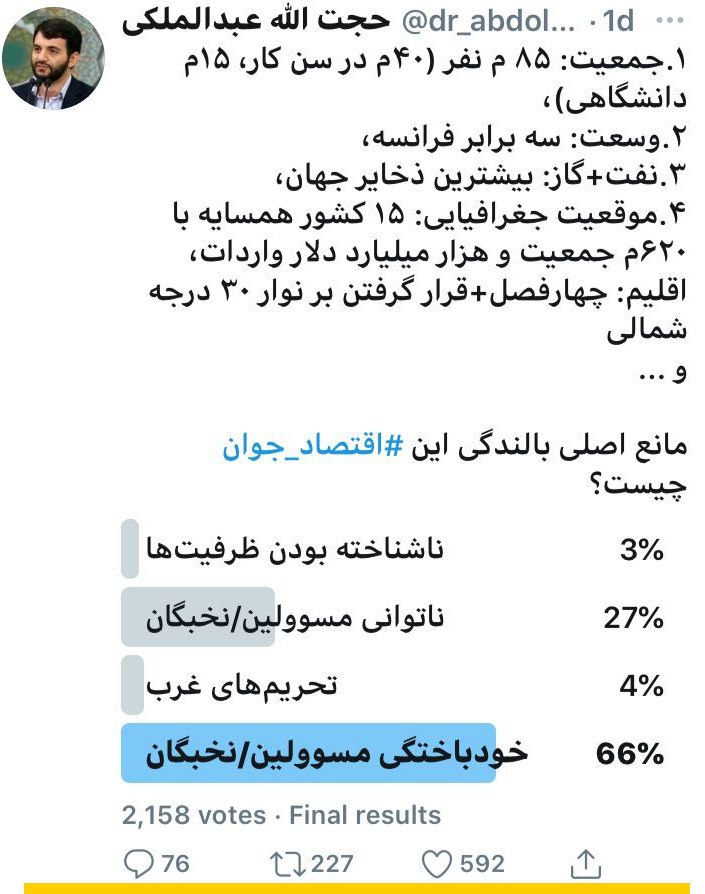 حجت الله عبدالملکی @dr_abdol... · 1d
۱.جمعیت: ۸۵ م نفر (۴۰م در سن کار، ۱۵م
دانشگاهی)،
۲.وسعت: سه برابر فرانسه،
۳.نفت+گاز: بیشترین ذخایر جهان،
۴.موقعیت جغرافیایی: ۱۵ کشور همسایه با
۶۲۰م جمعیت و هزار میلیارد دلار واردات،
اقلیم: چهارفصل+قرار گرفتن بر نوار ۳۰ درجه
شمالی
و ...
مانع اصلی بالندگی این #اقتصاد_جوان
چیست؟
ناشناخته بودن ظرفیت‌ها 3%
ناتوانی مسوولین/نخبگان 27%
تحریم‌های غرب 4%
خودباختگی مسوولین/نخبگان 66%
2,158 votes · Final results
76 227 592